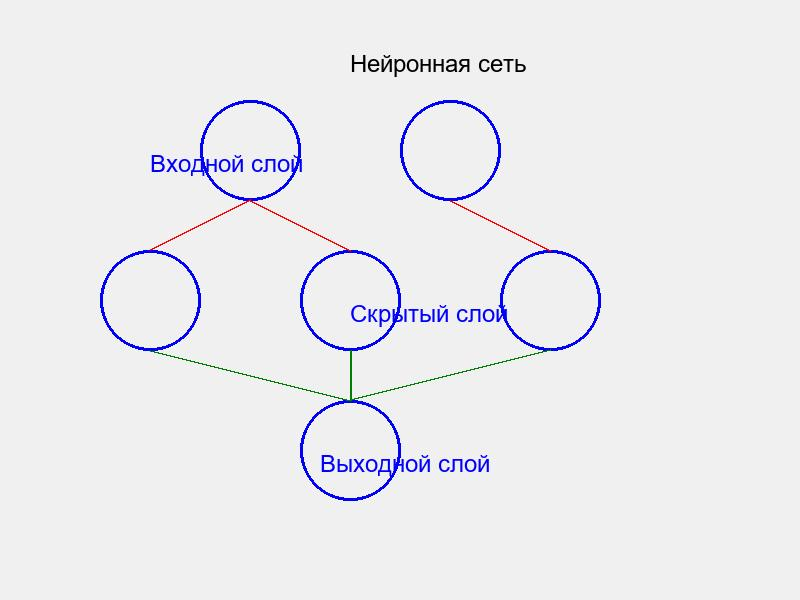 Нейронная сеть
Входной слой
Скрытый слой
Выходной слой